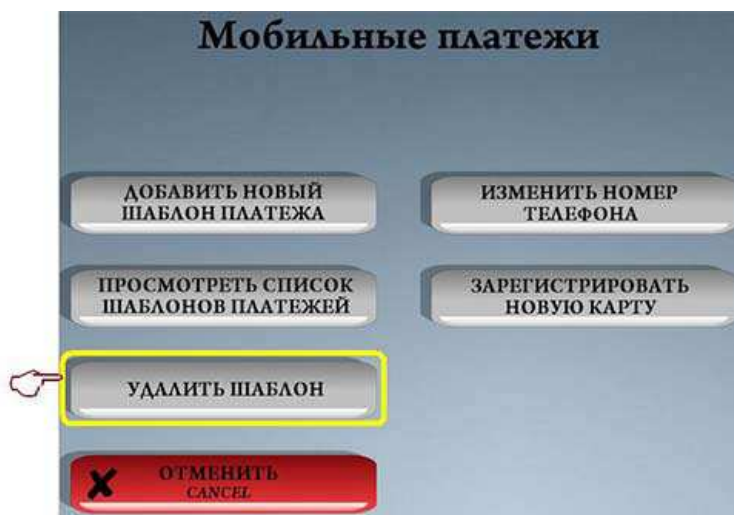 Мобильные платежи
ДОБАВИТЬ НОВЫЙ
ШАБЛОН ПЛАТЕЖА
ИЗМЕНИТЬ НОМЕР
ТЕЛЕФОНА
ПРОСМОТРЕТЬ СПИСОК
ШАБЛОНОВ ПЛАТЕЖЕЙ
ЗАРЕГИСТРИРОВАТЬ
НОВУЮ КАРТУ
УДАЛИТЬ ШАБЛОН
ОТМЕНИТЬ
CANCEL